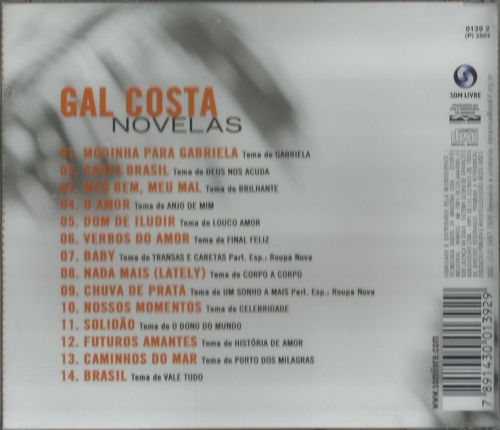 0139 2
(P) 2004
SOM LIVRE
GAL COSTA
NOVELAS
01. MODINHA PARA GABRIELA Tema de GABRIELA
02. CANTA BRASIL Tema de DEUS NOS ACUDA
03. MEU BEM, MEU MAL Tema de BRILHANTE
04. O AMOR Tema de ANJO DE MIM
05. DOM DE ILUDIR Tema de LOUCO AMOR
06. VERBOS DO AMOR Tema de FINAL FELIZ
07. BABY Tema de TRANSAS E CARETAS Part. Esp.: Roupa Nova
08. NADA MAIS (LATELY) Tema de CORPO A CORPO
09. CHUVA DE PRATA Tema de UM SONHO A MAIS Part. Esp.: Roupa Nova
10. NOSSOS MOMENTOS Tema de CELEBRIDADE
11. SOLIDÃO Tema de O DONO DO MUNDO
12. FUTUROS AMANTES Tema de HISTÓRIA DE AMOR
13. CAMINHOS DO MAR Tema de PORTO DOS MILAGRAS
14. BRASIL Tema de VALE TUDO
www.somlivre.com
7 891430 013929